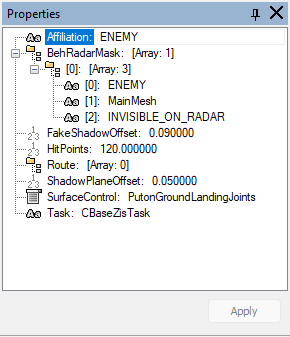 Properties
Affiliation: ENEMY
BehRadarMask: [Array: 1]
[0]: [Array: 3]
[0]: ENEMY
[1]: MainMesh
[2]: INVISIBLE_ON_RADAR
FakeShadowOffset: 0.090000
HitPoints: 120.000000
Route: [Array: 0]
ShadowPlaneOffset: 0.050000
SurfaceControl: PutonGroundLandingJoints
Task: CBaseZisTask
Apply